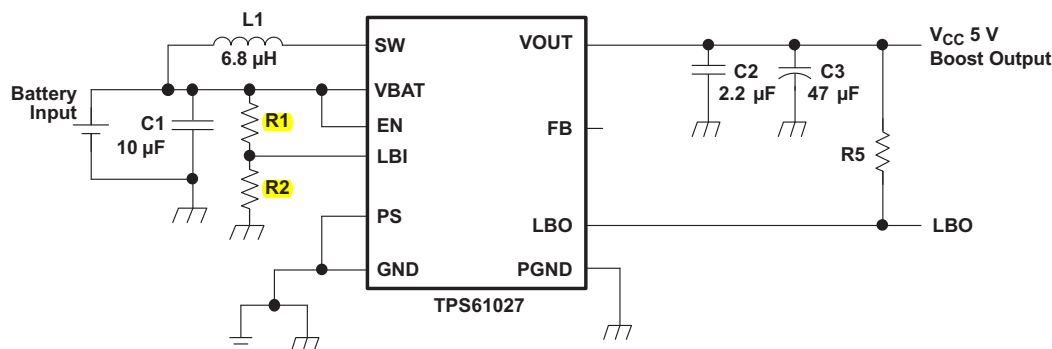 L1
6.8 µH
SW
VOUT
V_CC 5 V
Boost Output
Battery
Input
VBAT
C1
10 µF
R1
EN
C2
2.2 µF
C3
47 µF
FB
LBI
R5
R2
PS
LBO
LBO
GND
PGND
TPS61027